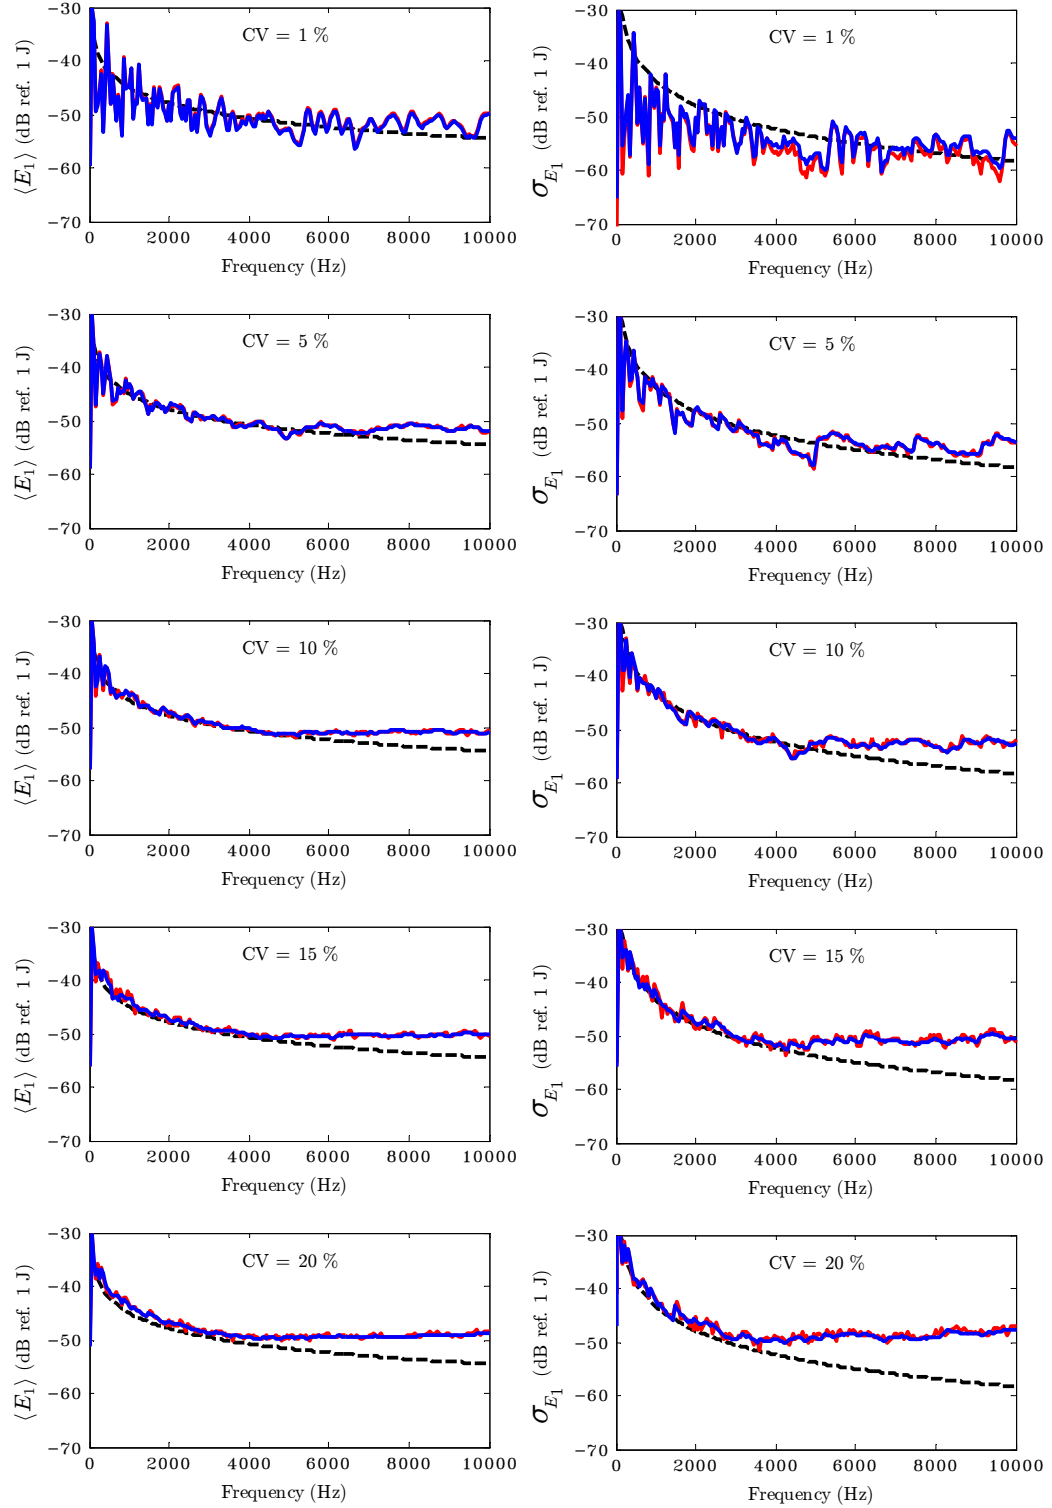 −30
−40
−50
−60
−70
0 2000 4000 6000 8000 10000
Frequency (Hz)
⟨E1⟩ (dB ref. 1 J)
CV = 1 %
−30
−40
−50
−60
−70
0 2000 4000 6000 8000 10000
Frequency (Hz)
σE1 (dB ref. 1 J)
CV = 1 %
−30
−40
−50
−60
−70
0 2000 4000 6000 8000 10000
Frequency (Hz)
⟨E1⟩ (dB ref. 1 J)
CV = 5 %
−30
−40
−50
−60
−70
0 2000 4000 6000 8000 10000
Frequency (Hz)
σE1 (dB ref. 1 J)
CV = 5 %
−30
−40
−50
−60
−70
0 2000 4000 6000 8000 10000
Frequency (Hz)
⟨E1⟩ (dB ref. 1 J)
CV = 10 %
−30
−40
−50
−60
−70
0 2000 4000 6000 8000 10000
Frequency (Hz)
σE1 (dB ref. 1 J)
CV = 10 %
−30
−40
−50
−60
−70
0 2000 4000 6000 8000 10000
Frequency (Hz)
⟨E1⟩ (dB ref. 1 J)
CV = 15 %
−30
−40
−50
−60
−70
0 2000 4000 6000 8000 10000
Frequency (Hz)
σE1 (dB ref. 1 J)
CV = 15 %
−30
−40
−50
−60
−70
0 2000 4000 6000 8000 10000
Frequency (Hz)
⟨E1⟩ (dB ref. 1 J)
CV = 20 %
−30
−40
−50
−60
−70
0 2000 4000 6000 8000 10000
Frequency (Hz)
σE1 (dB ref. 1 J)
CV = 20 %